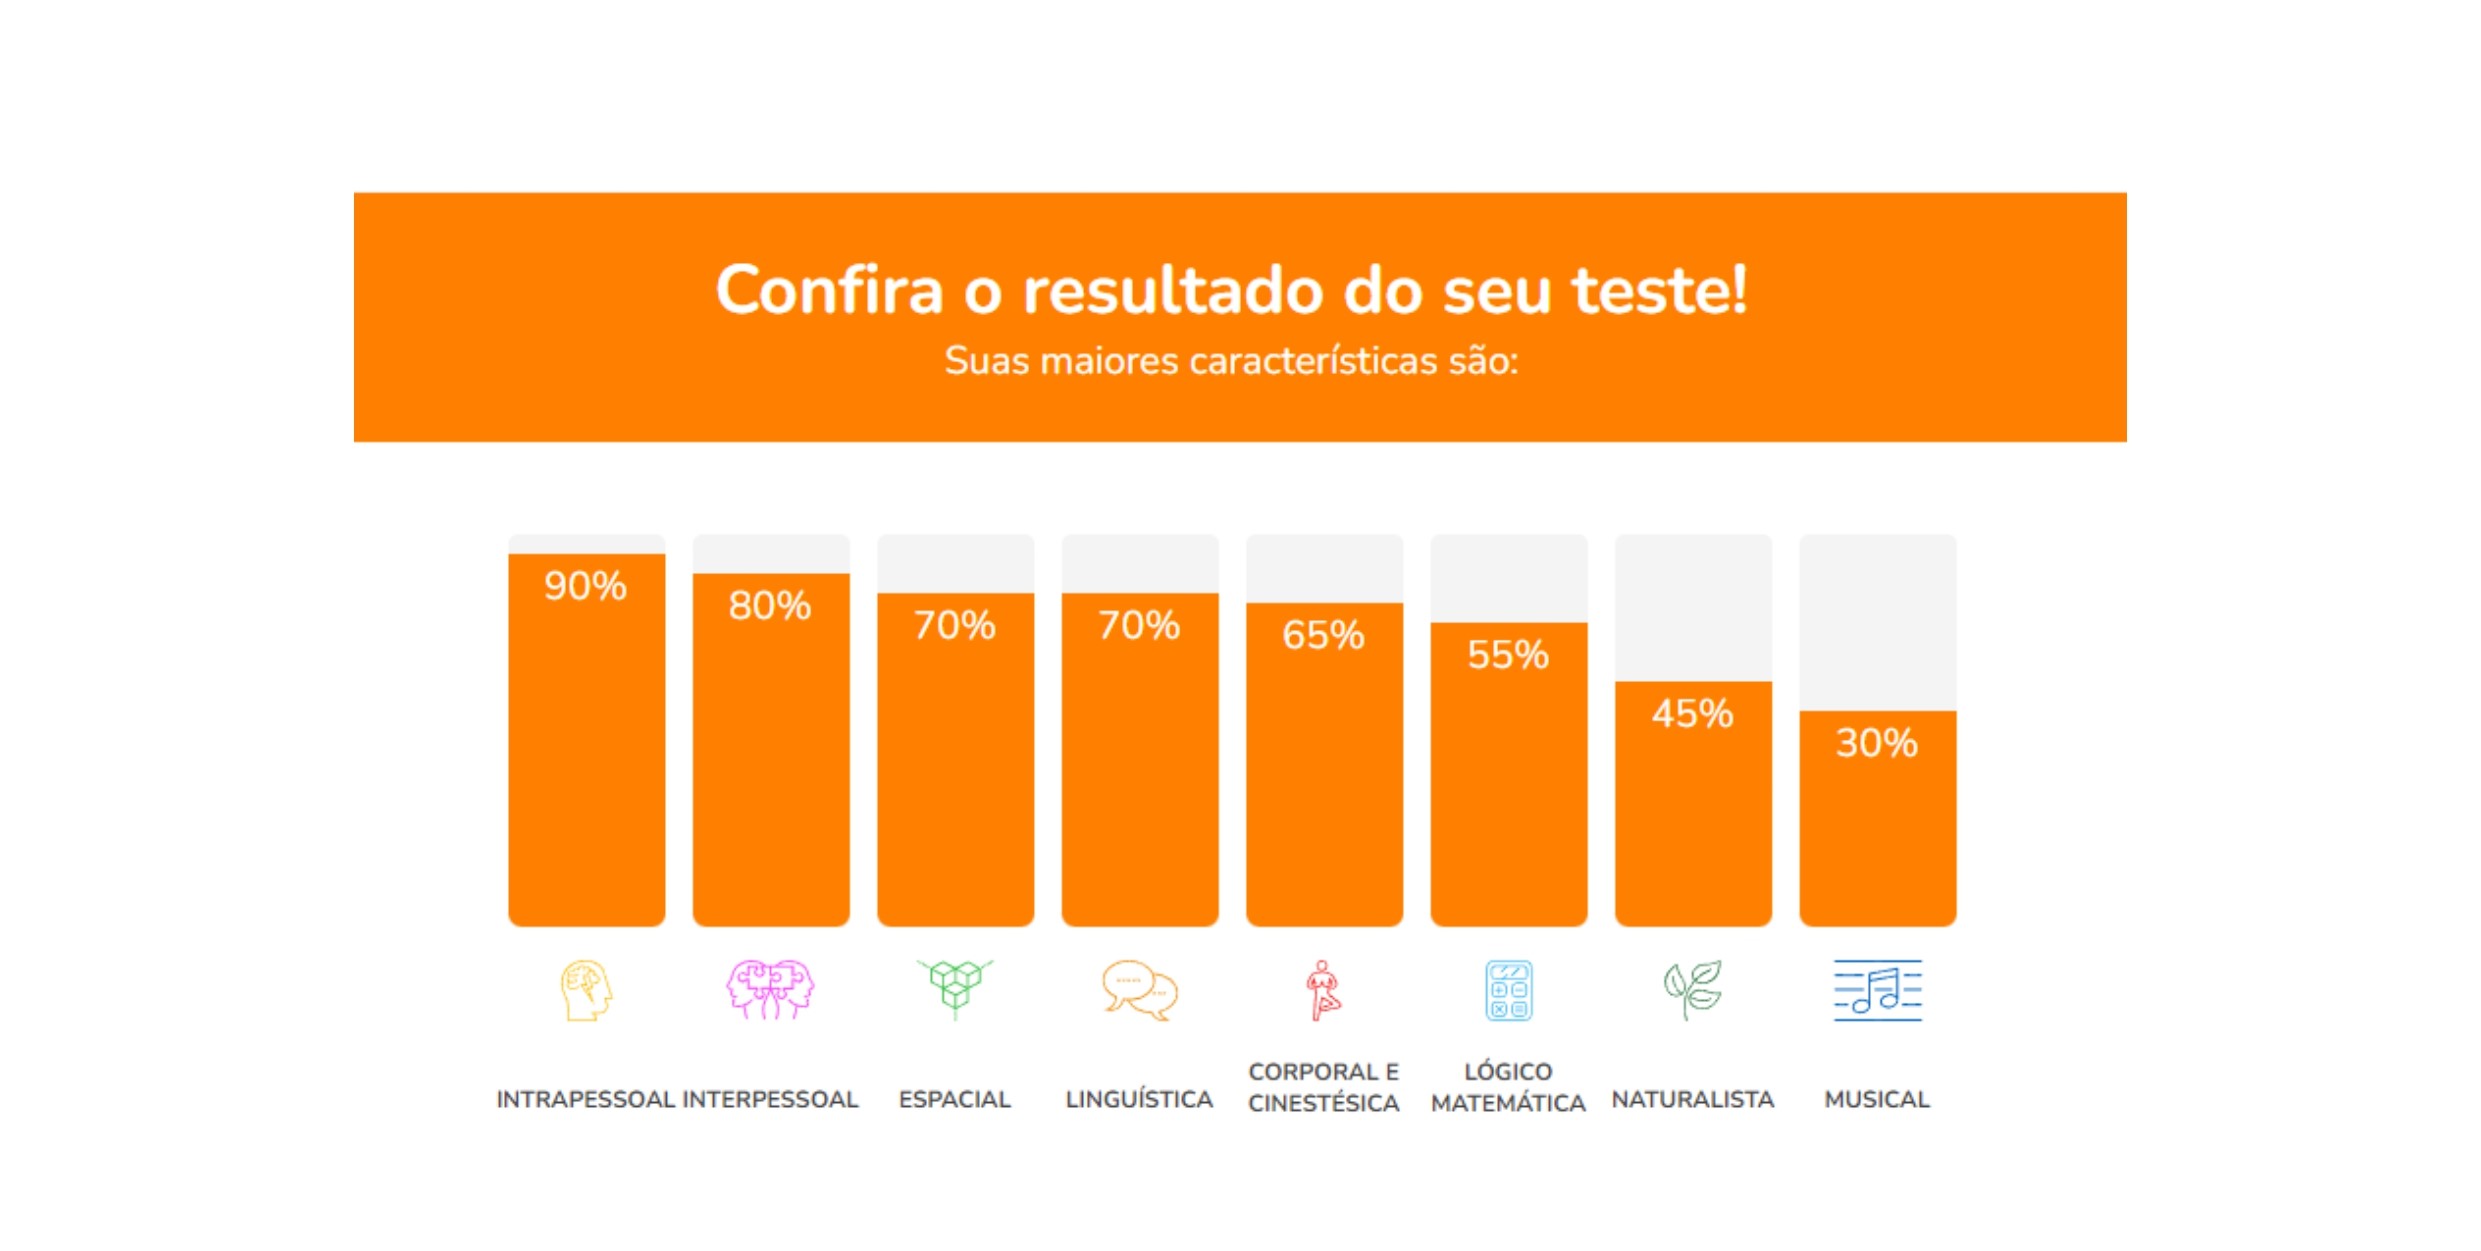 Confira o resultado do seu teste!
Suas maiores características são:
90%
80%
70%
70%
65%
55%
45%
30%
INTRAPESSOAL
INTERPESSOAL
ESPACIAL
LINGUÍSTICA
CORPORAL E
CINESTÉSICA
LÓGICO
MATEMÁTICA
NATURALISTA
MUSICAL